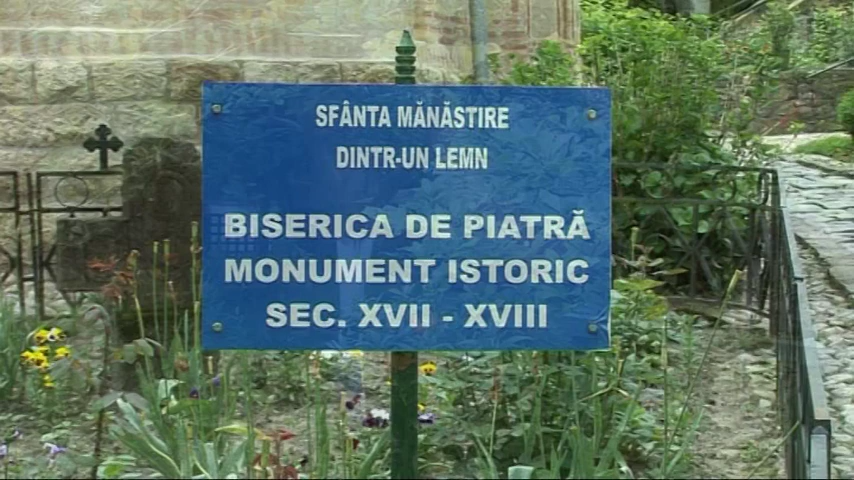 SFÂNTA MĂNĂSTIRE
DINTR-UN LEMN
BISERICA DE PIATRĂ
MONUMENT ISTORIC
SEC. XVII - XVIII